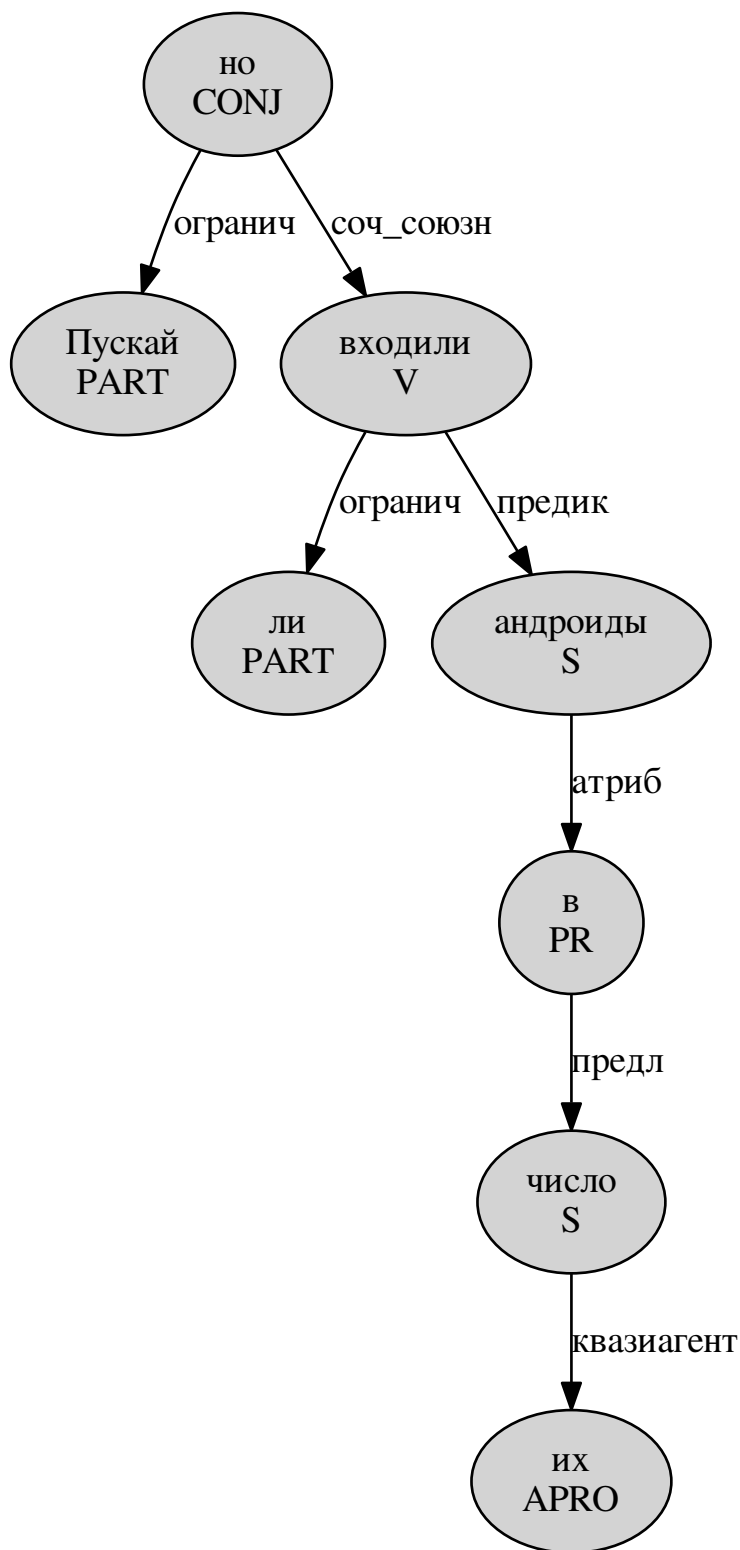 но
CONJ
огранич
соч_союзн
Пускай
PART
входили
V
огранич
предик
ли
PART
андроиды
S
атриб
в
PR
предл
число
S
квазиагент
их
APRO